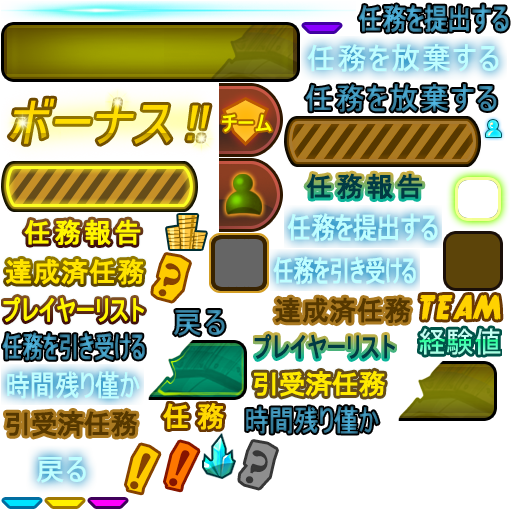 任務を提出する
任務を放棄する
任務を放棄する
ボーナス!!
チーム
任務報告
任務報告
任務を提出する
達成済任務
?
任務を引き受ける
プレイヤーリスト
達成済任務
TEAM
戻る
任務を引き受ける
プレイヤーリスト
経験値
時間残り僅か
引受済任務
引受済任務
任務
時間残り僅か
戻る
!
!
?